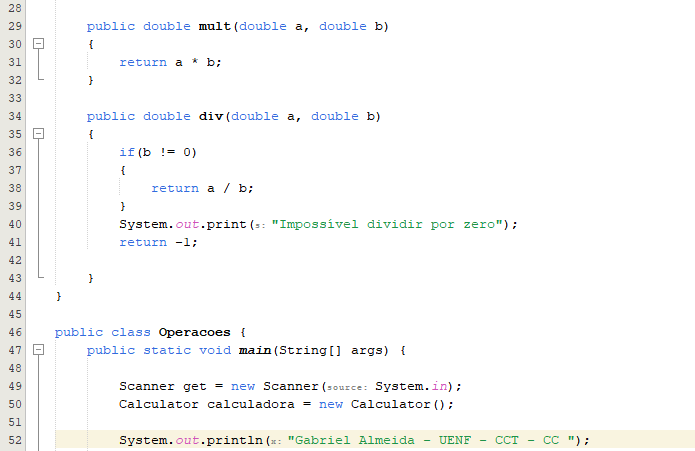 28
29 public double mult(double a, double b)
30 {
31 return a * b;
32 }
33
34 public double div(double a, double b)
35 {
36 if(b != 0)
37 {
38 return a / b;
39 }
40 System.out.print(s: "Impossível dividir por zero");
41 return -1;
42
43 }
44 }
45
46 public class Operacoes {
47 public static void main(String[] args) {
48
49 Scanner get = new Scanner(source: System.in);
50 Calculator calculadora = new Calculator();
51
52 System.out.println(x: "Gabriel Almeida - UENF - CCT - CC ");